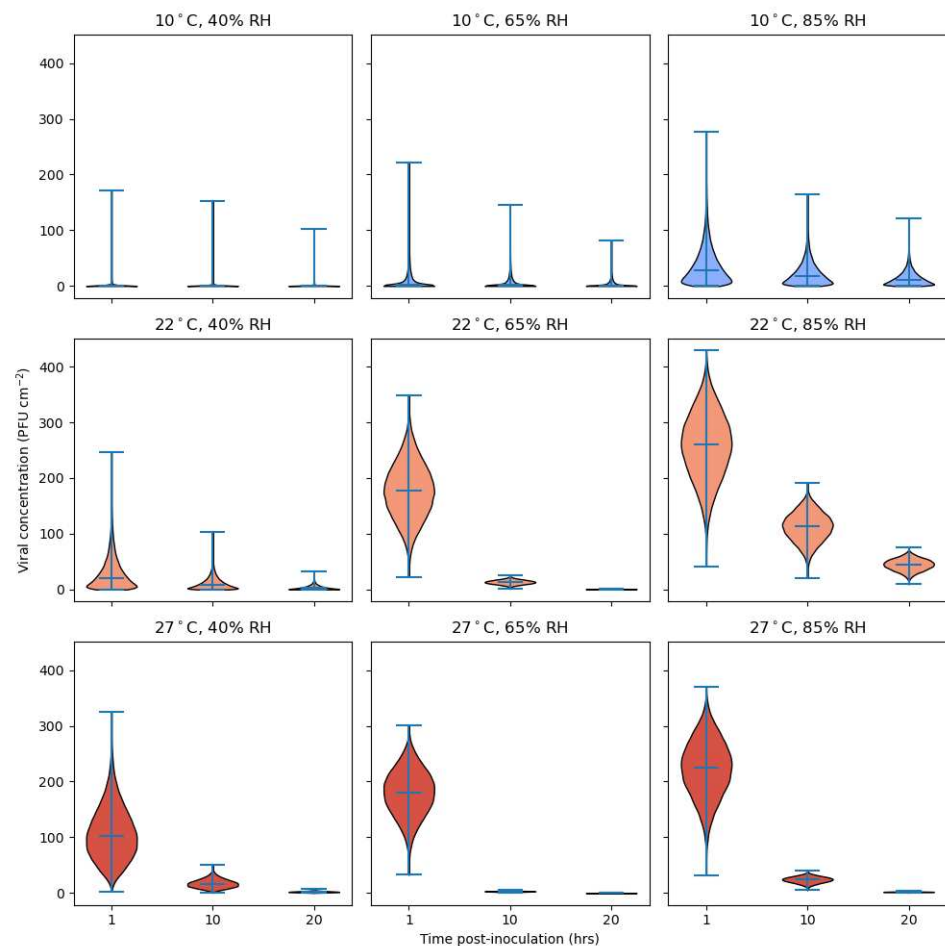 10°C, 40% RH
10°C, 65% RH
10°C, 85% RH
400
300
200
100
0
22°C, 40% RH
22°C, 65% RH
22°C, 85% RH
Viral concentration (PFU cm⁻²)
400
300
200
100
0
27°C, 40% RH
27°C, 65% RH
27°C, 85% RH
400
300
200
100
0
1 10 20
1 10 20
1 10 20
Time post-inoculation (hrs)